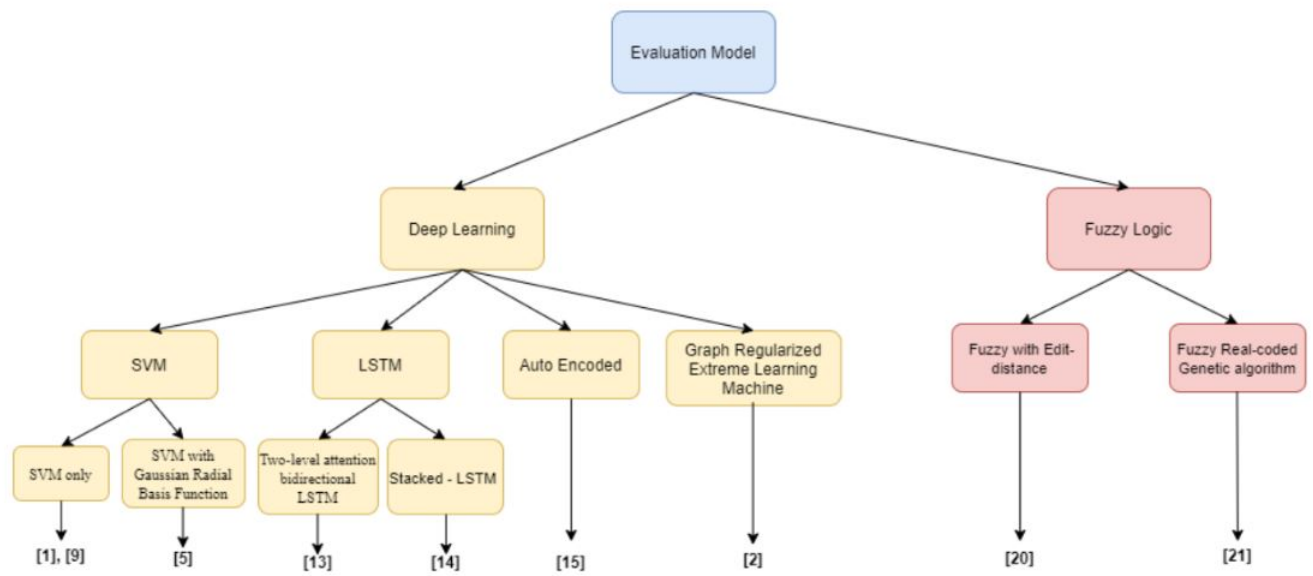 Evaluation Model
Deep Learning
Fuzzy Logic
SVM
LSTM
Auto Encoded
Graph Regularized
Extreme Learning
Machine
Fuzzy with Edit-
distance
Fuzzy Real-coded
Genetic algorithm
SVM only
SVM with
Gaussian Radial
Basis Function
Two-level attention
bidirectional
LSTM
Stacked - LSTM
[1], [9]
[5]
[13]
[14]
[15]
[2]
[20]
[21]